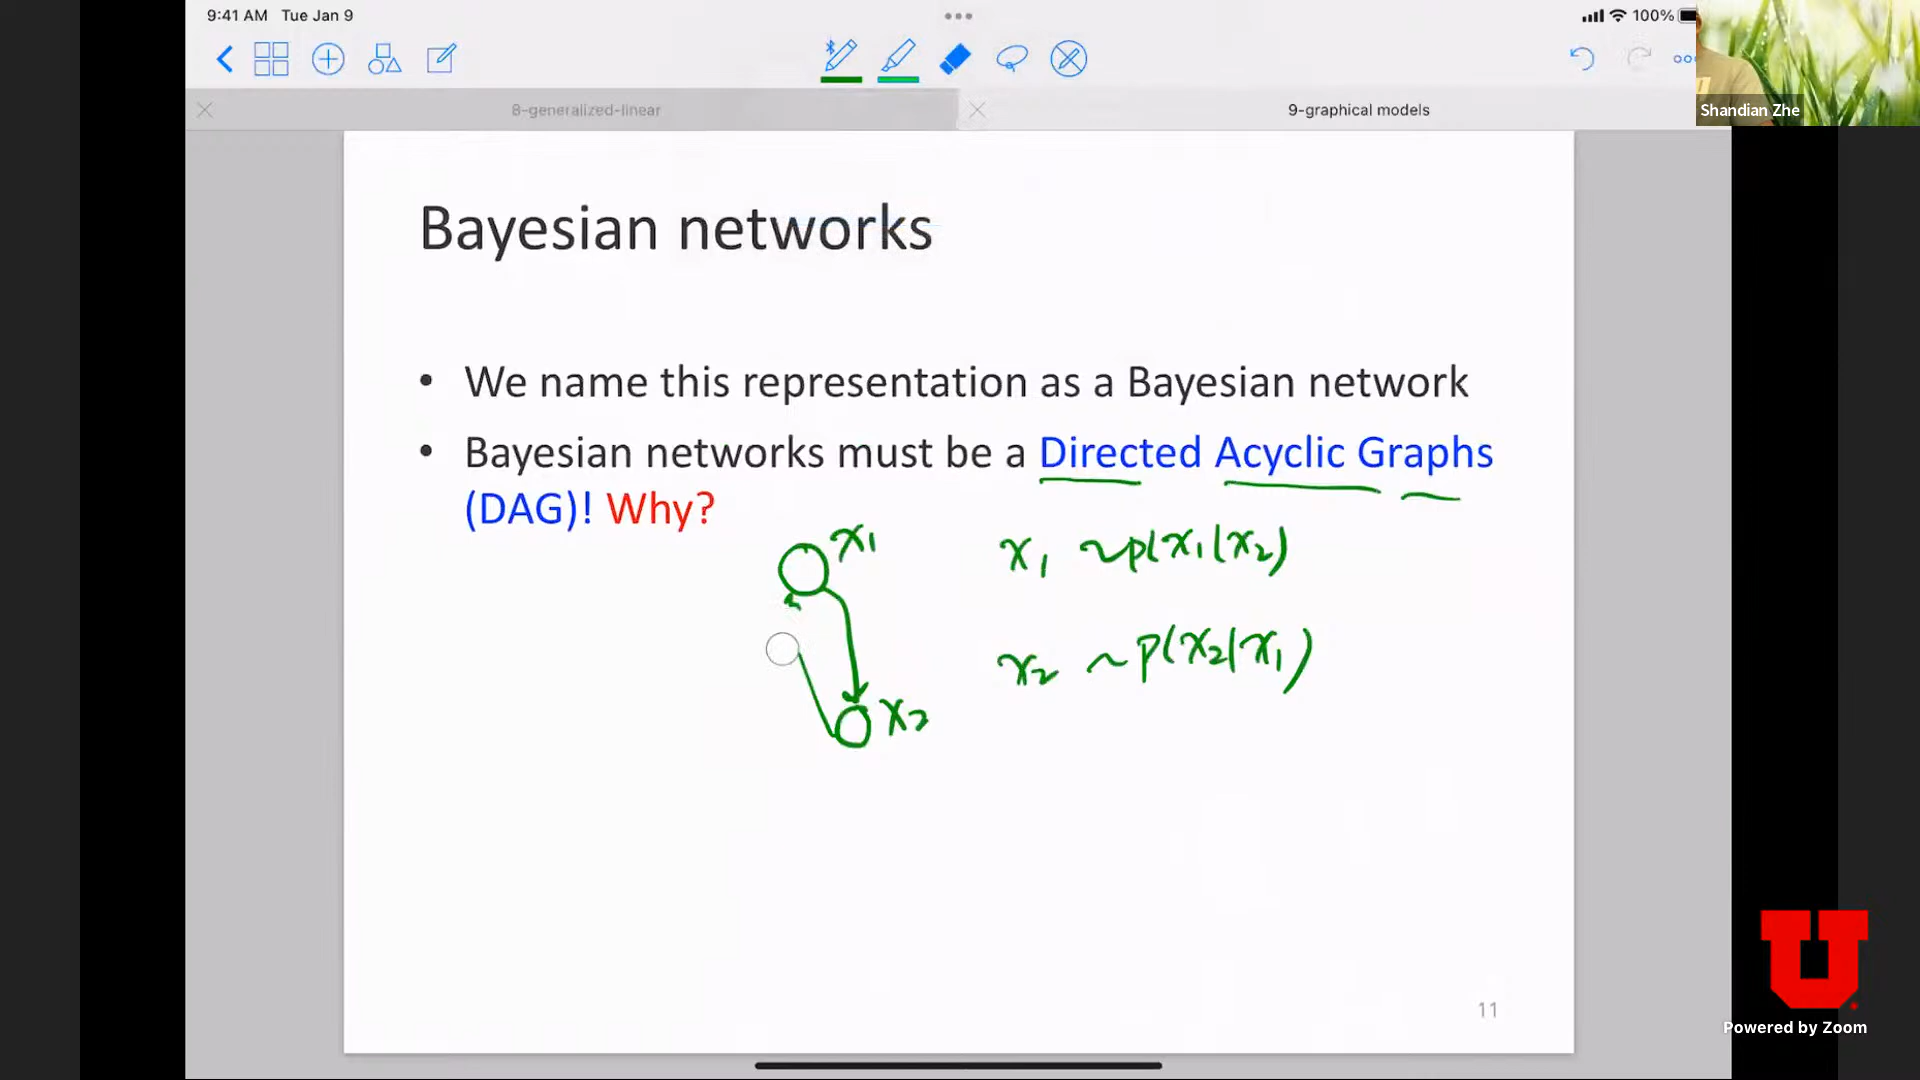 9:41 AM Tue Jan 9
100%
8-generalized-linear
9-graphical models
Shandian Zhe
Bayesian networks
• We name this representation as a Bayesian network
• Bayesian networks must be a Directed Acyclic Graphs
(DAG)! Why?
x1
x1 ~p(x1|x2)
x2 ~p(x2|x1)
x2
11
U
Powered by Zoom